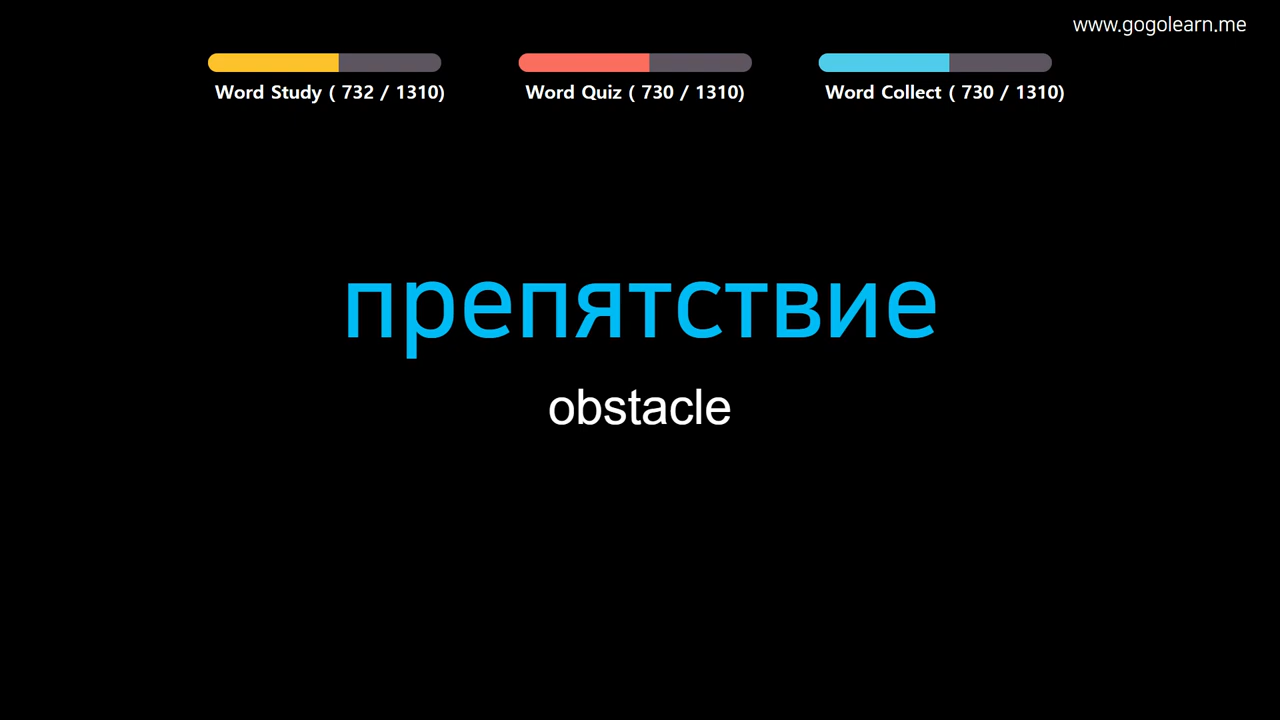 www.gogolearn.me
Word Study ( 732 / 1310)
Word Quiz ( 730 / 1310)
Word Collect ( 730 / 1310)
препятствие
obstacle